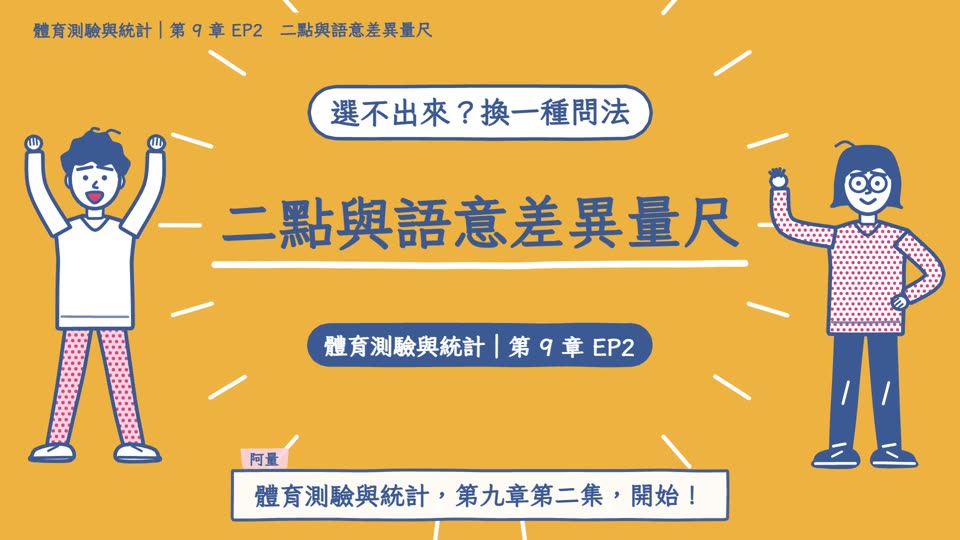 體育測驗與統計｜第 9 章 EP2　二點與語意差異量尺
選不出來？換一種問法
二點與語意差異量尺
體育測驗與統計｜第 9 章 EP2
阿量
體育測驗與統計，第九章第二集，開始！